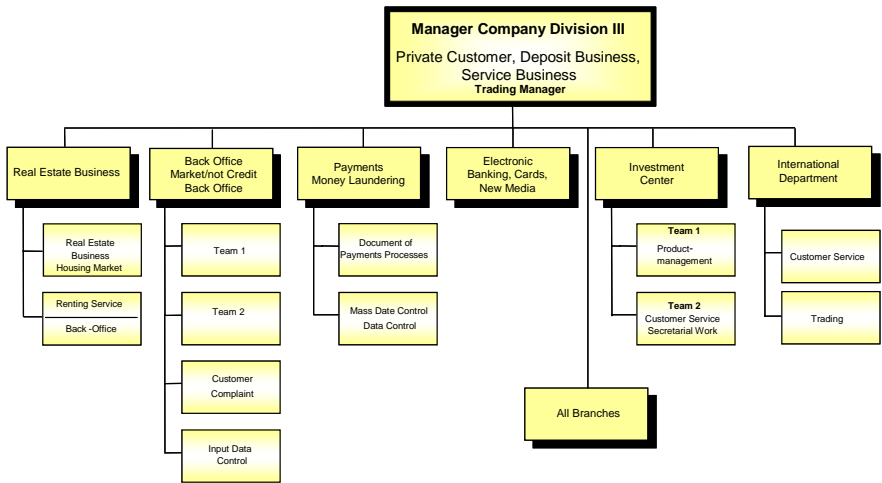 Manager Company Division III
Private Customer, Deposit Business,
Service Business
Trading Manager
Real Estate Business
Back Office
Market/not Credit
Back Office
Payments
Money Laundering
Electronic
Banking, Cards,
New Media
Investment
Center
International
Department
Real Estate
Business
Housing Market
Renting Service
Back -Office
Team 1
Team 2
Customer
Complaint
Input Data
Control
Document of
Payments Processes
Mass Date Control
Data Control
Team 1
Product-
management
Team 2
Customer Service
Secretarial Work
Customer Service
Trading
All Branches